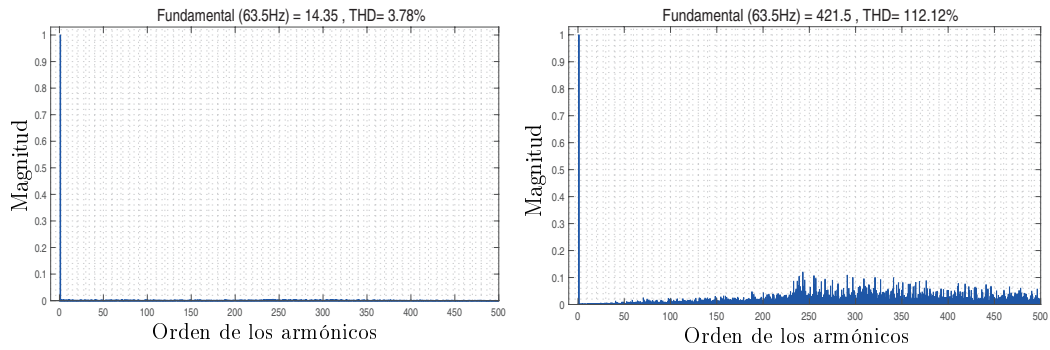 Fundamental (63.5Hz) = 14.35 , THD= 3.78%
1
0.9
0.8
0.7
0.6
0.5
0.4
0.3
0.2
0.1
0
Magnitud
0 50 100 150 200 250 300 350 400 450 500
Orden de los armónicos
Fundamental (63.5Hz) = 421.5 , THD= 112.12%
1
0.9
0.8
0.7
0.6
0.5
0.4
0.3
0.2
0.1
0
Magnitud
0 50 100 150 200 250 300 350 400 450 500
Orden de los armónicos